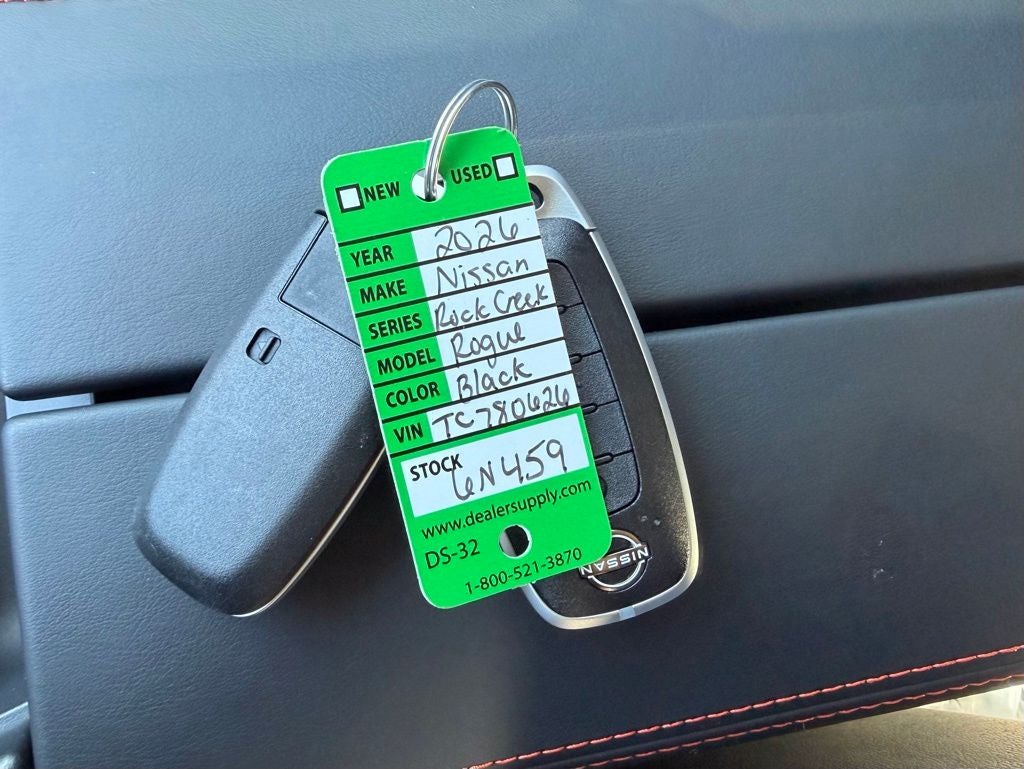 NEW USED
YEAR 2026
MAKE Nissan
SERIES Rock Creek
MODEL Rogue
COLOR Black
VIN TC780626
STOCK 6N459
www.dealersupply.com
DS-32
1-800-521-3870
NISSAN